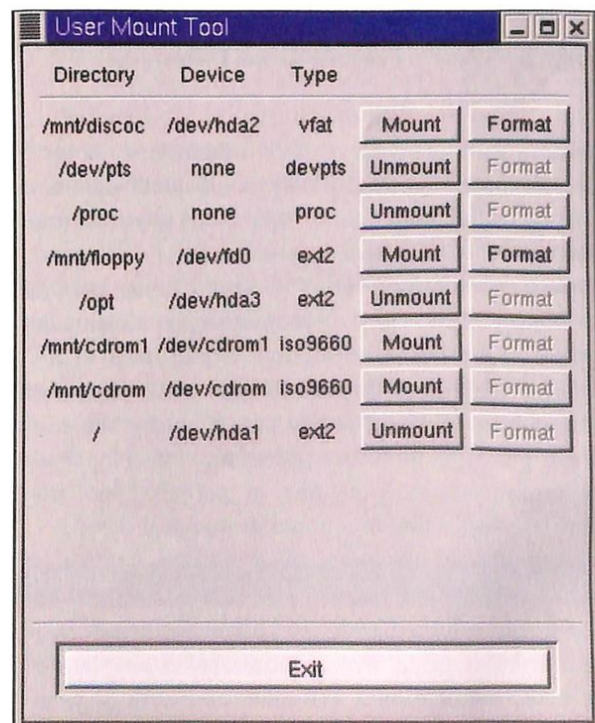 User Mount Tool
Directory Device Type
/mnt/discoc /dev/hda2 vfat Mount Format
/dev/pts none devpts Unmount Format
/proc none proc Unmount Format
/mnt/floppy /dev/fd0 ext2 Mount Format
/opt /dev/hda3 ext2 Unmount Format
/mnt/cdrom1 /dev/cdrom1 iso9660 Mount Format
/mnt/cdrom /dev/cdrom iso9660 Mount Format
/ /dev/hda1 ext2 Unmount Format
Exit